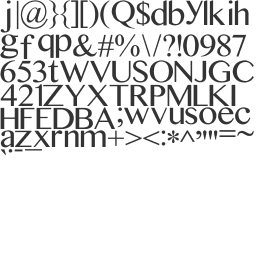 j|@}{][)(Q$dbylkih
gfqp&#%\/?!0987
653tWVUSONJGC
421ZYXTRPMLKI
HFEDBA;wvusoec
azxrnm+><:*^,'"=~
`.-_